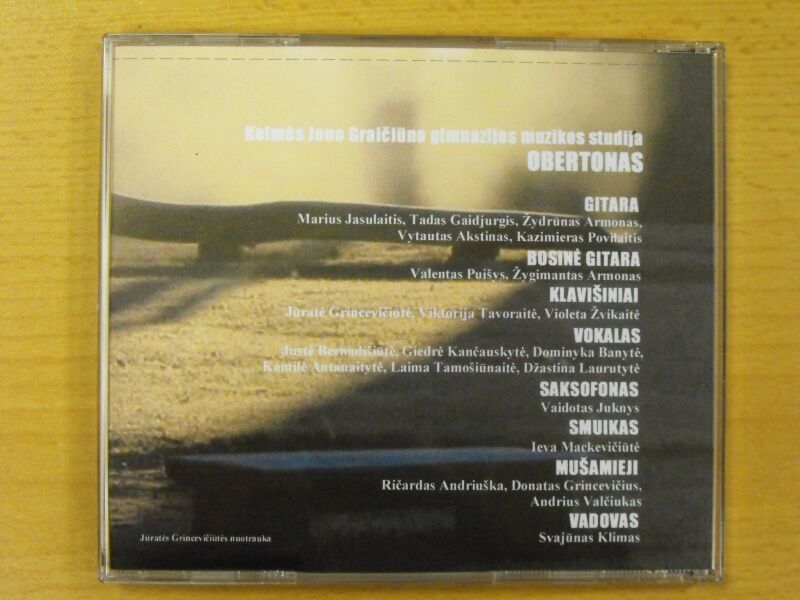 Kelmės Jono Graičiūno gimnazijos muzikos studija
OBERTONAS
GITARA
Marius Jasulaitis, Tadas Gaidjurgis, Žydrūnas Armonas,
Vytautas Akstinas, Kazimieras Povilaitis
BOSINĖ GITARA
Valentas Puišys, Žygimantas Armonas
KLAVIŠINIAI
Jūratė Grincevičiūtė, Viktorija Tavoraitė, Violeta Žvikaitė
VOKALAS
Justė Bernadišiūtė, Giedrė Kančauskytė, Dominyka Banytė,
Kamilė Antanaitytė, Laima Tamošiūnaitė, Džastina Laurutytė
SAKSOFONAS
Vaidotas Juknys
SMUIKAS
Ieva Mackevičiūtė
MUŠAMIEJI
Ričardas Andriuška, Donatas Grincevičius,
Andrius Valčiukas
VADOVAS
Svajūnas Klimas
Jūratės Grincevičiūtės nuotrauka